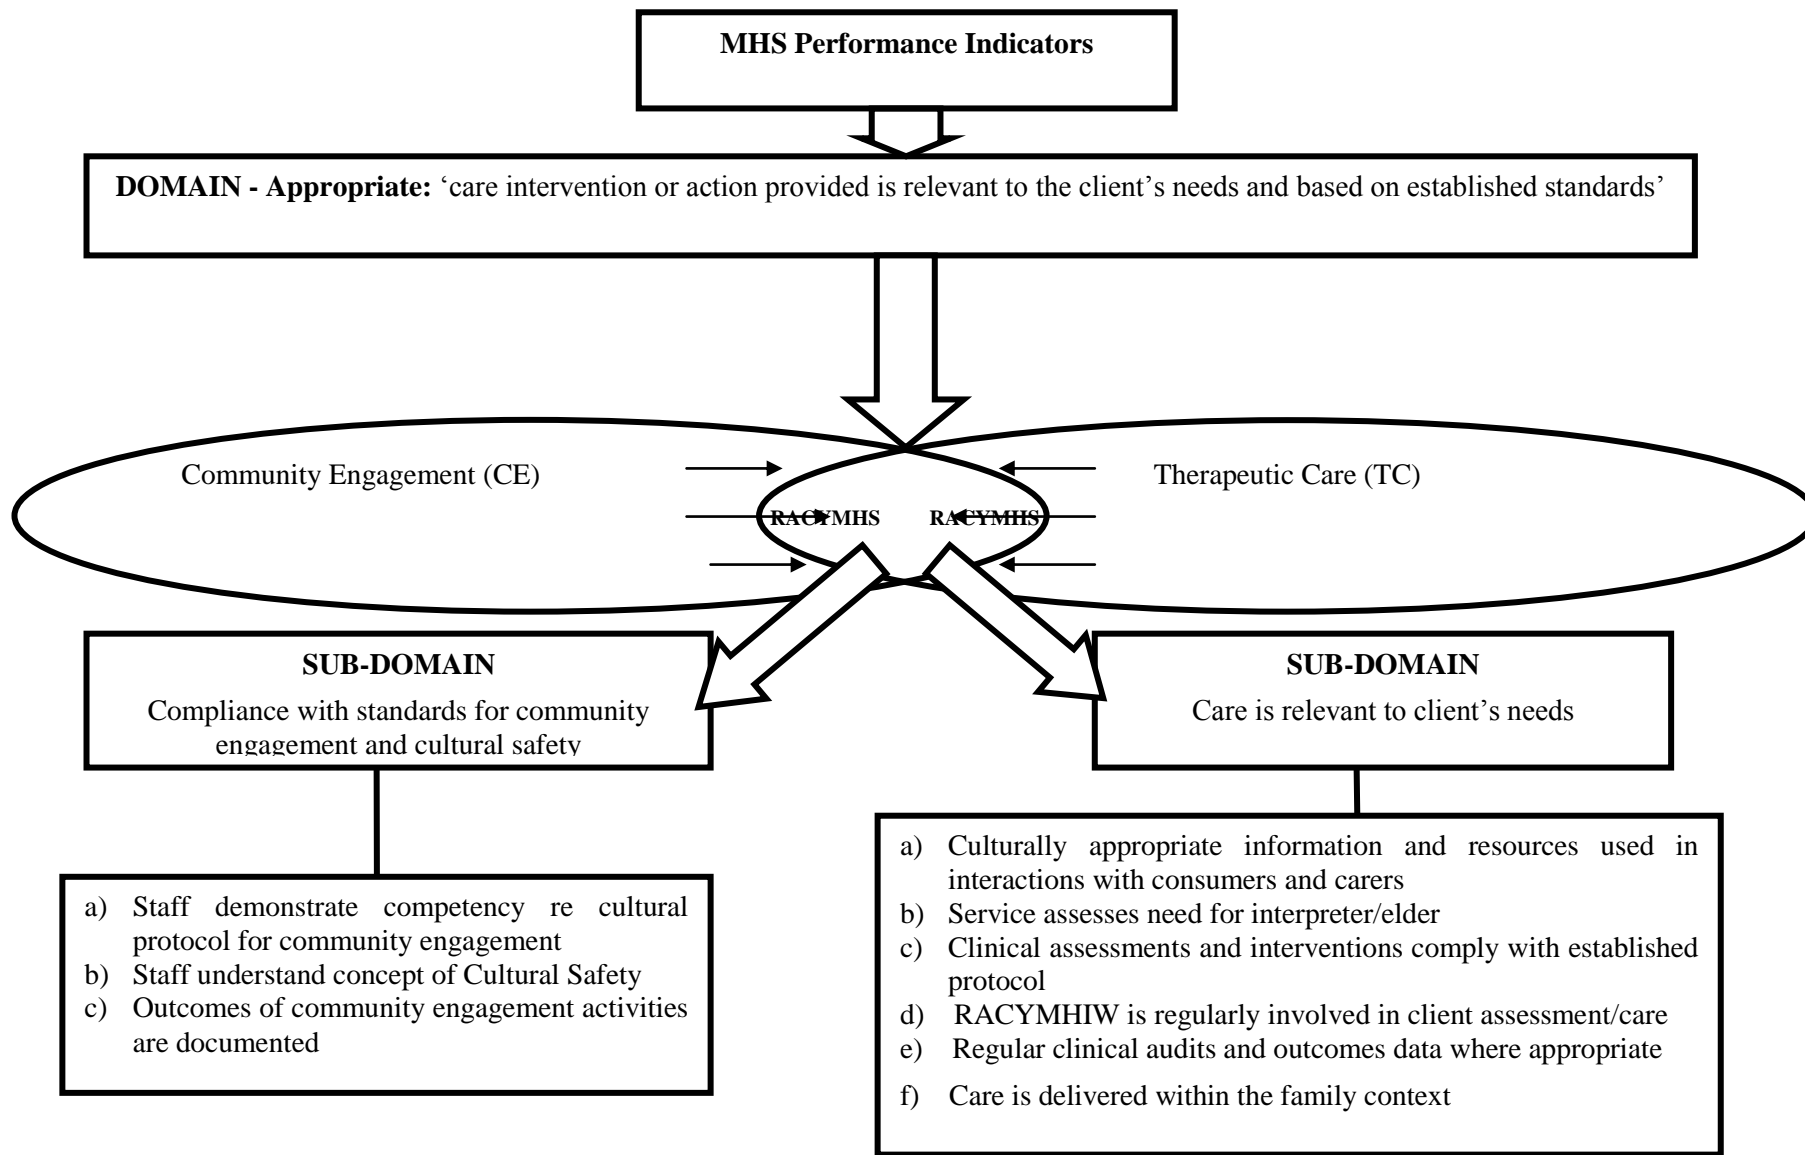 MHS Performance Indicators
DOMAIN - Appropriate: ‘care intervention or action provided is relevant to the client’s needs and based on established standards’
Community Engagement (CE)
Therapeutic Care (TC)
RACYMHS
RACYMHS
SUB-DOMAIN
Compliance with standards for community
engagement and cultural safety
SUB-DOMAIN
Care is relevant to client’s needs
a) Staff demonstrate competency re cultural
protocol for community engagement
b) Staff understand concept of Cultural Safety
c) Outcomes of community engagement activities
are documented
a) Culturally appropriate information and resources used in
interactions with consumers and carers
b) Service assesses need for interpreter/elder
c) Clinical assessments and interventions comply with established
protocol
d) RACYMHIW is regularly involved in client assessment/care
e) Regular clinical audits and outcomes data where appropriate
f) Care is delivered within the family context